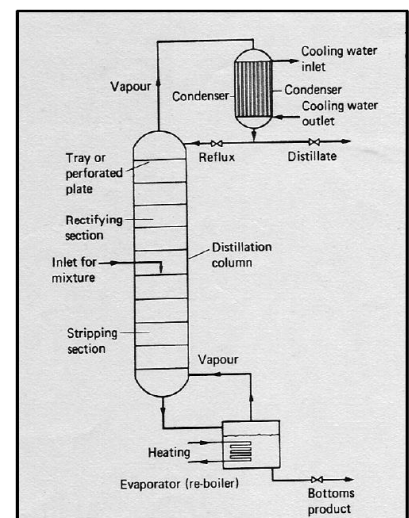 Cooling water
inlet
Vapour
Condenser
Condenser
Cooling water
outlet
Reflux
Distillate
Tray or
perforated
plate
Rectifying
section
Inlet for
mixture
Distillation
column
Stripping
section
Vapour
Heating
Evaporator (re-boiler)
Bottoms
product